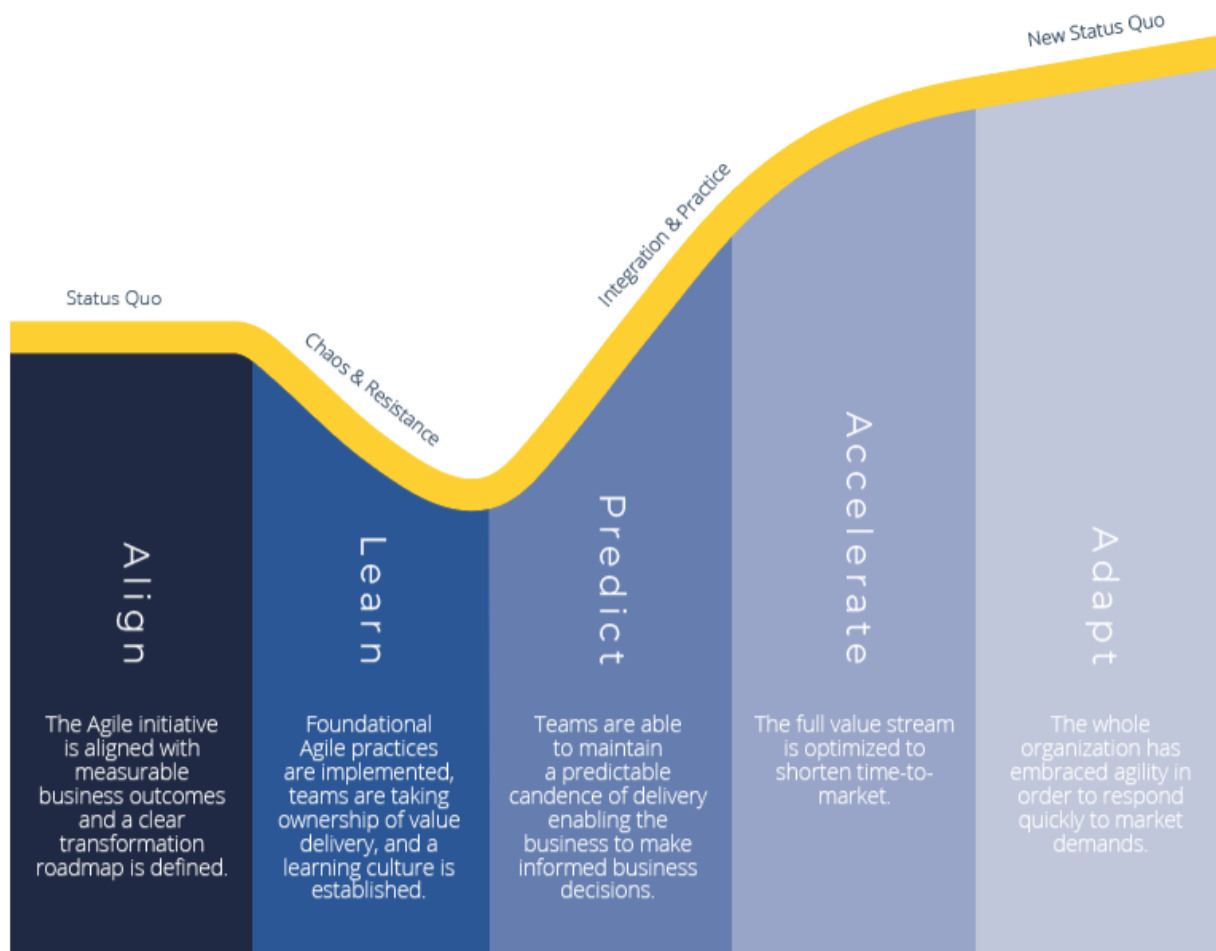 New Status Quo
Integration & Practice
Status Quo
Chaos & Resistance
Align
The Agile initiative
is aligned with
measurable
business outcomes
and a clear
transformation
roadmap is defined.
Learn
Foundational
Agile practices
are implemented,
teams are taking
ownership of value
delivery, and a
learning culture is
established.
Predict
Teams are able
to maintain
a predictable
candence of delivery
enabling the
business to make
informed business
decisions.
Accelerate
The full value stream
is optimized to
shorten time-to-
market.
Adapt
The whole
organization has
embraced agility in
order to respond
quickly to market
demands.